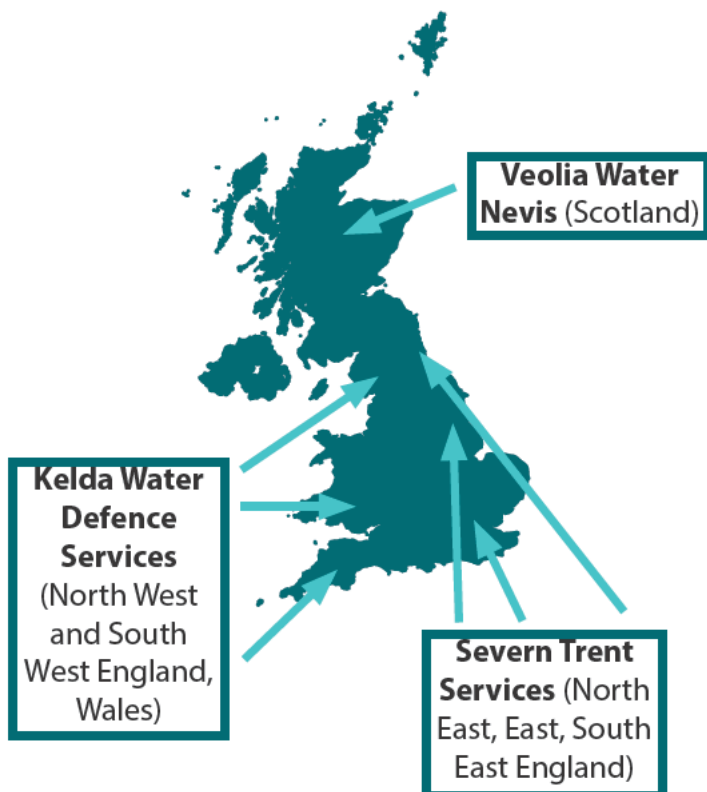 Veolia Water
Nevis (Scotland)
Kelda Water
Defence
Services
(North West
and South
West England,
Wales)
Severn Trent
Services (North
East, East, South
East England)